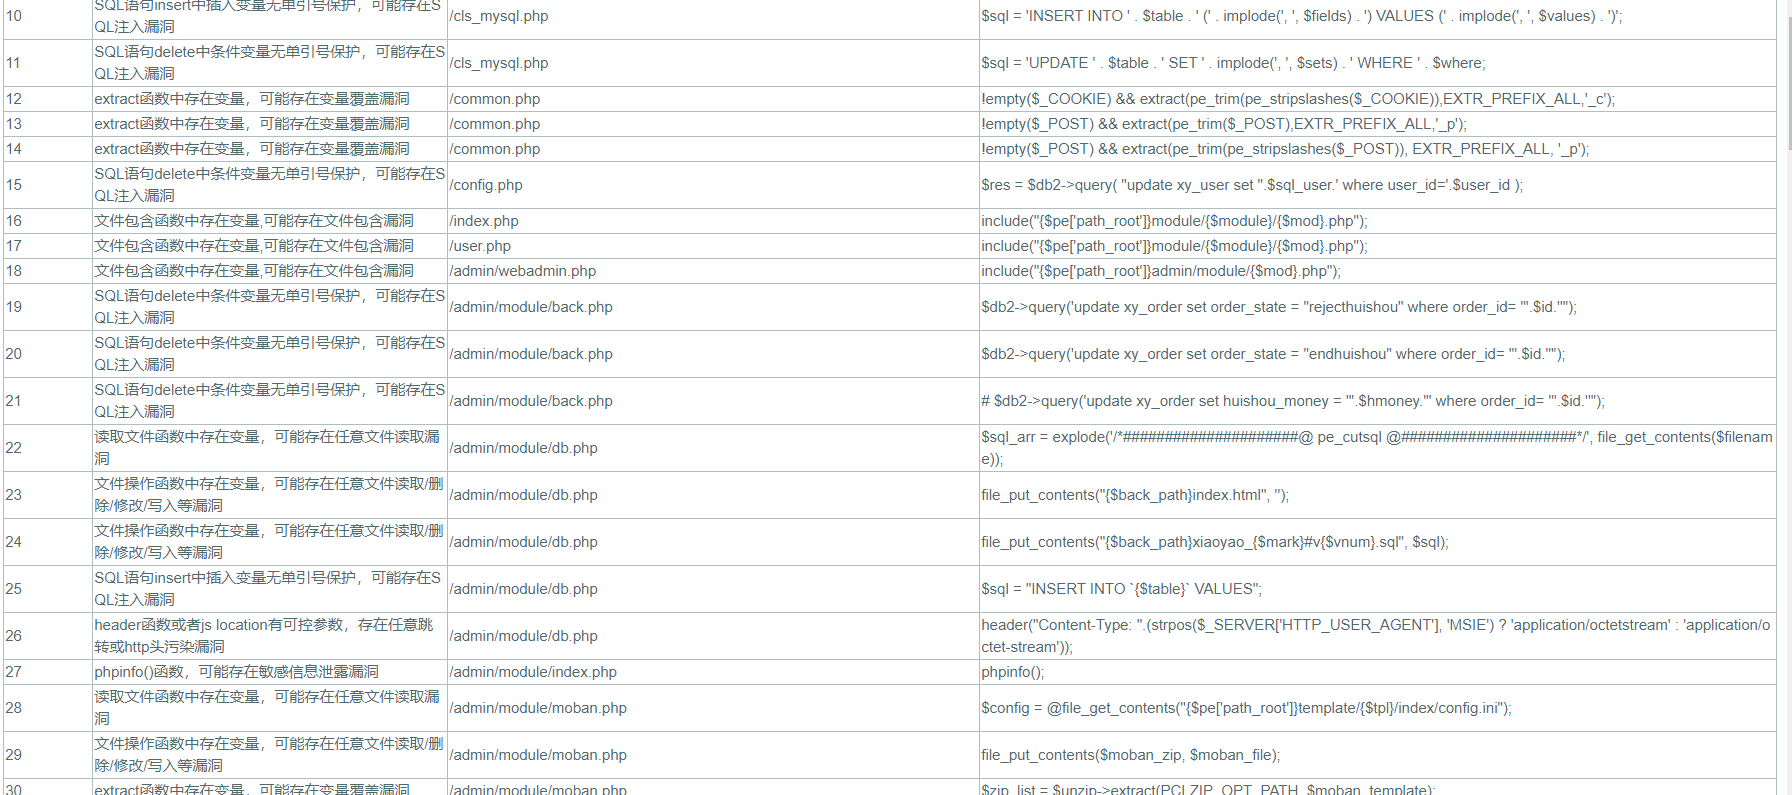 SQL语句insert中插入变量无单引号保护，可能存在S
10 /cls_mysql.php $sql = 'INSERT INTO ' . $table . ' (' . implode(', ', $fields) . ') VALUES (' . implode(', ', $values) . ')';
QL注入漏洞
SQL语句delete中条件变量无单引号保护，可能存在S
11 /cls_mysql.php $sql = 'UPDATE ' . $table . ' SET ' . implode(', ', $sets) . ' WHERE ' . $where;
QL注入漏洞
12 extract函数中存在变量，可能存在变量覆盖漏洞 /common.php !empty($_COOKIE) && extract(pe_trim(pe_stripslashes($_COOKIE)),EXTR_PREFIX_ALL,'_c');
13 extract函数中存在变量，可能存在变量覆盖漏洞 /common.php !empty($_POST) && extract(pe_trim($_POST),EXTR_PREFIX_ALL,'_p');
14 extract函数中存在变量，可能存在变量覆盖漏洞 /common.php !empty($_POST) && extract(pe_trim(pe_stripslashes($_POST)), EXTR_PREFIX_ALL, '_p');
SQL语句delete中条件变量无单引号保护，可能存在S
15 /config.php $res = $db2->query( "update xy_user set ".$sql_user.' where user_id='.$user_id );
QL注入漏洞
16 文件包含函数中存在变量,可能存在文件包含漏洞 /index.php include("{$pe['path_root']}module/{$module}/{$mod}.php");
17 文件包含函数中存在变量,可能存在文件包含漏洞 /user.php include("{$pe['path_root']}module/{$module}/{$mod}.php");
18 文件包含函数中存在变量,可能存在文件包含漏洞 /admin/webadmin.php include("{$pe['path_root']}admin/module/{$mod}.php");
SQL语句delete中条件变量无单引号保护，可能存在S
19 /admin/module/back.php $db2->query('update xy_order set order_state = "rejecthuishou" where order_id= "'.$id.'"');
QL注入漏洞
SQL语句delete中条件变量无单引号保护，可能存在S
20 /admin/module/back.php $db2->query('update xy_order set order_state = "endhuishou" where order_id= "'.$id.'"');
QL注入漏洞
SQL语句delete中条件变量无单引号保护，可能存在S
21 /admin/module/back.php # $db2->query('update xy_order set huishou_money = "'.$hmoney.'" where order_id= "'.$id.'"');
QL注入漏洞
读取文件函数中存在变量，可能存在任意文件读取漏 $sql_arr = explode('/*#####################@ pe_cutsql @#####################*/', file_get_contents($filenam
22 /admin/module/db.php
洞 e));
文件操作函数中存在变量，可能存在任意文件读取/删
23 /admin/module/db.php file_put_contents("{$back_path}index.html", '');
除/修改/写入等漏洞
文件操作函数中存在变量，可能存在任意文件读取/删
24 /admin/module/db.php file_put_contents("{$back_path}xiaoyao_{$mark}#v{$vnum}.sql", $sql);
除/修改/写入等漏洞
SQL语句insert中插入变量无单引号保护，可能存在S
25 /admin/module/db.php $sql = "INSERT INTO `{$table}` VALUES";
QL注入漏洞
header函数或者js location有可控参数，存在任意跳 header("Content-Type: ".(strpos($_SERVER['HTTP_USER_AGENT'], 'MSIE') ? 'application/octetstream' : 'application/o
26 /admin/module/db.php
转或http头污染漏洞 ctet-stream'));
27 phpinfo()函数，可能存在敏感信息泄露漏洞 /admin/module/index.php phpinfo();
读取文件函数中存在变量，可能存在任意文件读取漏
28 /admin/module/moban.php $config = @file_get_contents("{$pe['path_root']}template/{$tpl}/index/config.ini");
洞
文件操作函数中存在变量，可能存在任意文件读取/删
29 /admin/module/moban.php file_put_contents($moban_zip, $moban_file);
除/修改/写入等漏洞
30 extract函数中存在变量，可能存在变量覆盖漏洞 /admin/module/moban.php $zip_list = $unzip->extract(PCLZIP_OPT_PATH, $moban_template);